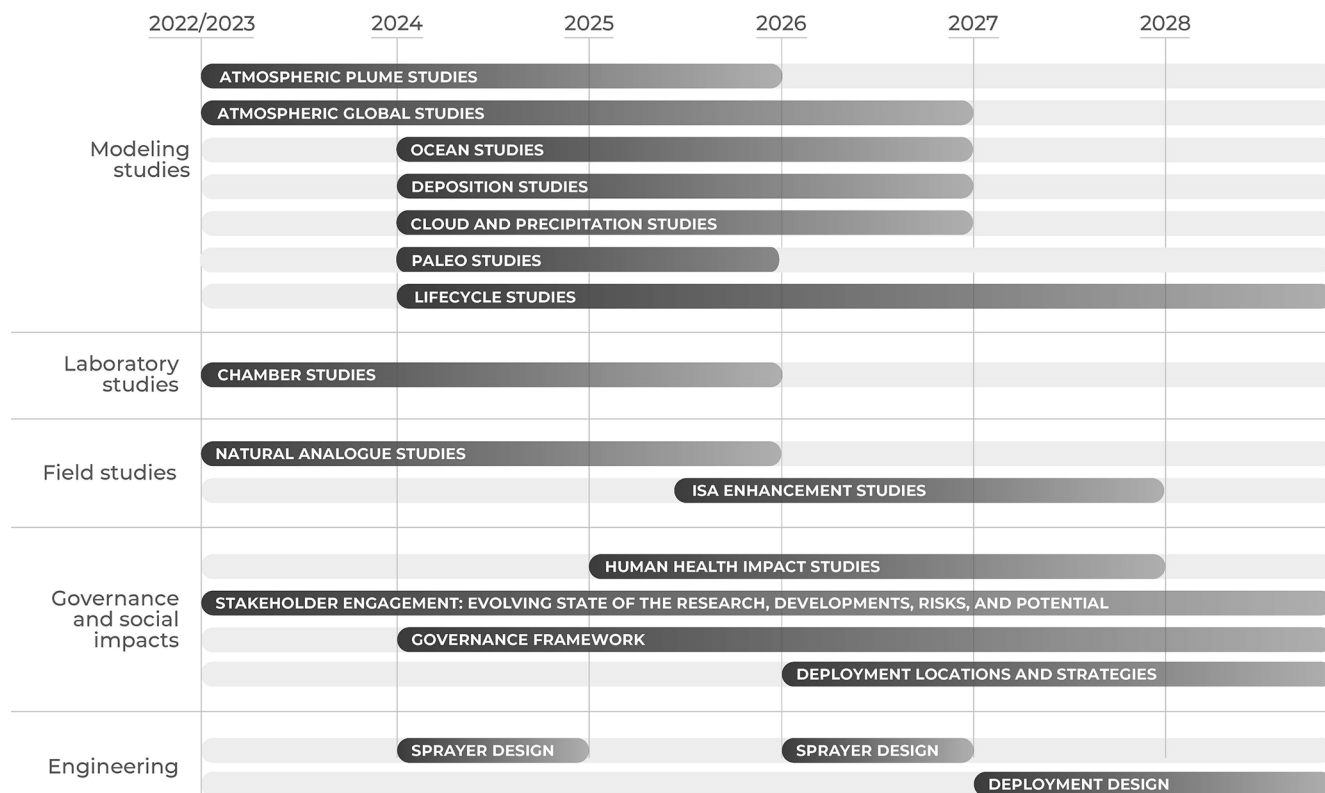 2022/2023 2024 2025 2026 2027 2028
Modeling
studies
ATMOSPHERIC PLUME STUDIES
ATMOSPHERIC GLOBAL STUDIES
OCEAN STUDIES
DEPOSITION STUDIES
CLOUD AND PRECIPITATION STUDIES
PALEO STUDIES
LIFECYCLE STUDIES
Laboratory
studies
CHAMBER STUDIES
Field studies
NATURAL ANALOGUE STUDIES
ISA ENHANCEMENT STUDIES
Governance
and social
impacts
HUMAN HEALTH IMPACT STUDIES
STAKEHOLDER ENGAGEMENT: EVOLVING STATE OF THE RESEARCH, DEVELOPMENTS, RISKS, AND POTENTIAL
GOVERNANCE FRAMEWORK
DEPLOYMENT LOCATIONS AND STRATEGIES
Engineering
SPRAYER DESIGN SPRAYER DESIGN
DEPLOYMENT DESIGN